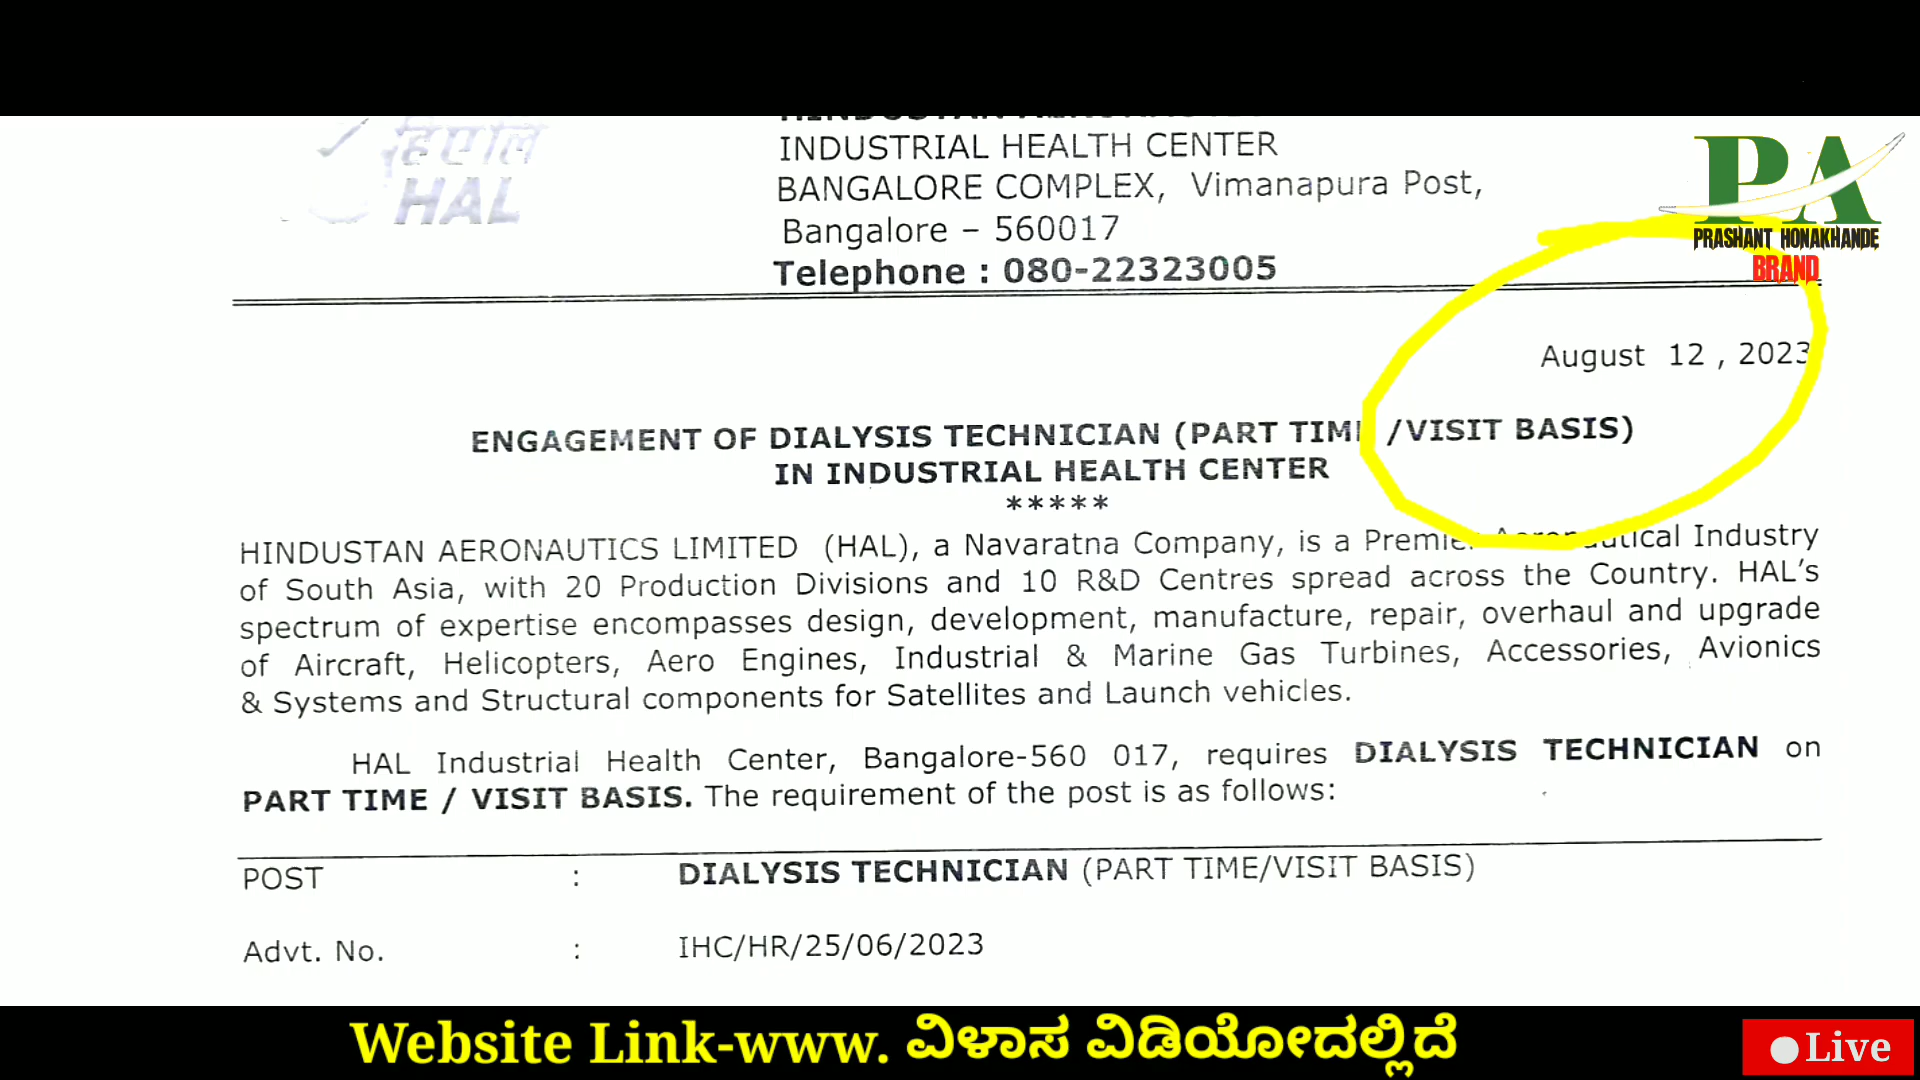 हिएएल
HAL
INDUSTRIAL HEALTH CENTER
BANGALORE COMPLEX, Vimanapura Post,
Bangalore – 560017
Telephone : 080-22323005
PA
PRASHANT HONAKHANDE
BRAND
August 12 , 2023
ENGAGEMENT OF DIALYSIS TECHNICIAN (PART TIME /VISIT BASIS)
IN INDUSTRIAL HEALTH CENTER
*****
HINDUSTAN AERONAUTICS LIMITED (HAL), a Navaratna Company, is a Premier Aeronautical Industry
of South Asia, with 20 Production Divisions and 10 R&D Centres spread across the Country. HAL's
spectrum of expertise encompasses design, development, manufacture, repair, overhaul and upgrade
of Aircraft, Helicopters, Aero Engines, Industrial & Marine Gas Turbines, Accessories, Avionics
& Systems and Structural components for Satellites and Launch vehicles.
HAL Industrial Health Center, Bangalore-560 017, requires DIALYSIS TECHNICIAN on
PART TIME / VISIT BASIS. The requirement of the post is as follows:
POST : DIALYSIS TECHNICIAN (PART TIME/VISIT BASIS)
Advt. No. : IHC/HR/25/06/2023
Website Link-www. ವಿಳಾಸ ವಿಡಿಯೋದಲ್ಲಿದೆ
Live